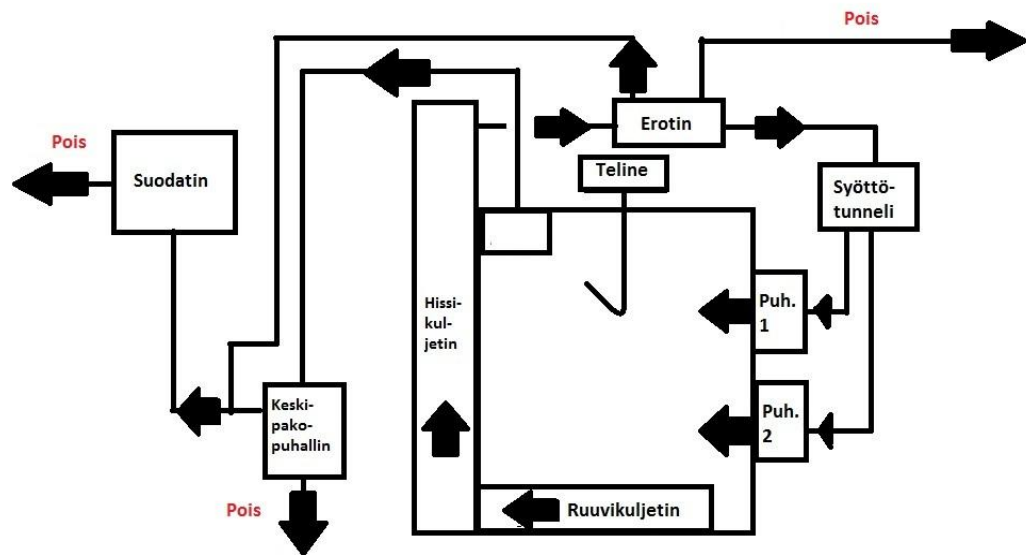 Pois
Erotin
Pois
Suodatin
Teline
Syöttö-
tunneli
Hissi-
kul-
jetin
Puh.
1
Keski-
pako-
puhallin
Puh.
2
Pois
Ruuvikuljetin